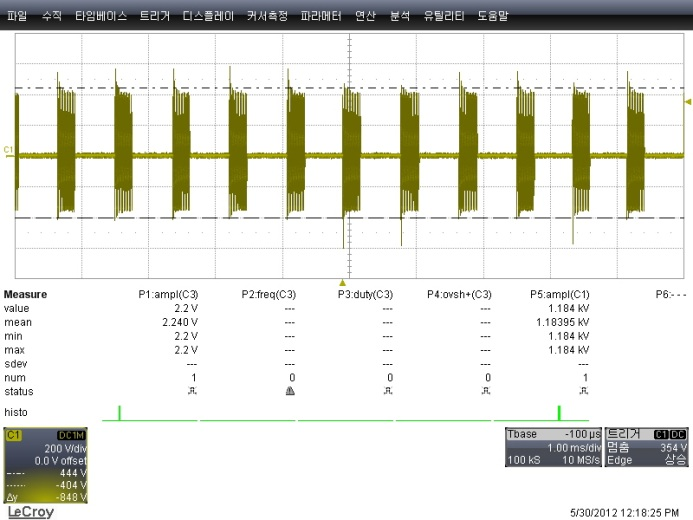 파일 수직 타임베이스 트리거 디스플레이 커서측정 파라메터 연산 분석 유틸리티 도움말
C1
Measure P1:ampl(C3) P2:freq(C3) P3:duty(C3) P4:ovsh+(C3) P5:ampl(C1) P6:- - -
value 2.2 V --- --- --- 1.184 kV
mean 2.240 V --- --- --- 1.18395 kV
min 2.2 V --- --- --- 1.184 kV
max 2.2 V --- --- --- 1.184 kV
sdev --- --- --- --- ---
num 1 0 0 0 1
status
histo
C1 DC1M
200 V/div
0.0 V offset
444 V
-404 V
Δy -848 V
Tbase -100 µs
1.00 ms/div
100 kS 10 MS/s
트리거 C1 DC
멈춤 354 V
Edge 상승
LeCroy
5/30/2012 12:18:25 PM